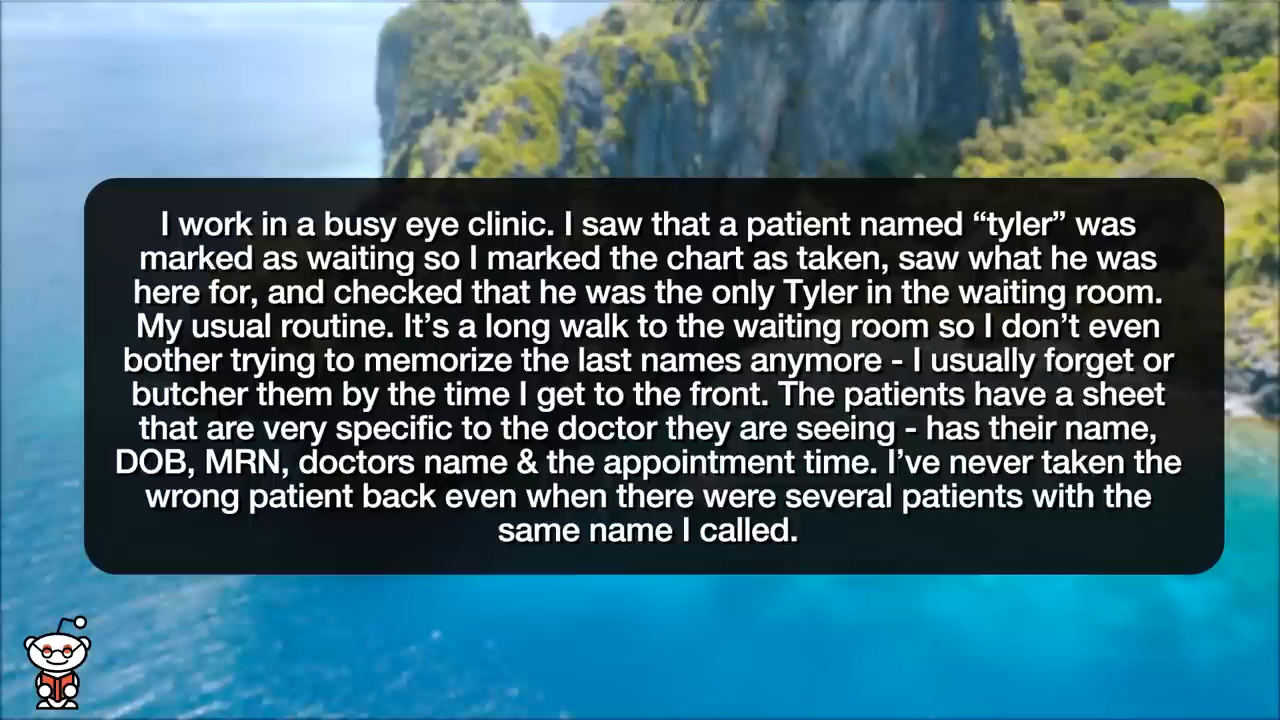 I work in a busy eye clinic. I saw that a patient named “tyler” was
marked as waiting so I marked the chart as taken, saw what he was
here for, and checked that he was the only Tyler in the waiting room.
My usual routine. It’s a long walk to the waiting room so I don’t even
bother trying to memorize the last names anymore - I usually forget or
butcher them by the time I get to the front. The patients have a sheet
that are very specific to the doctor they are seeing - has their name,
DOB, MRN, doctors name & the appointment time. I’ve never taken the
wrong patient back even when there were several patients with the
same name I called.